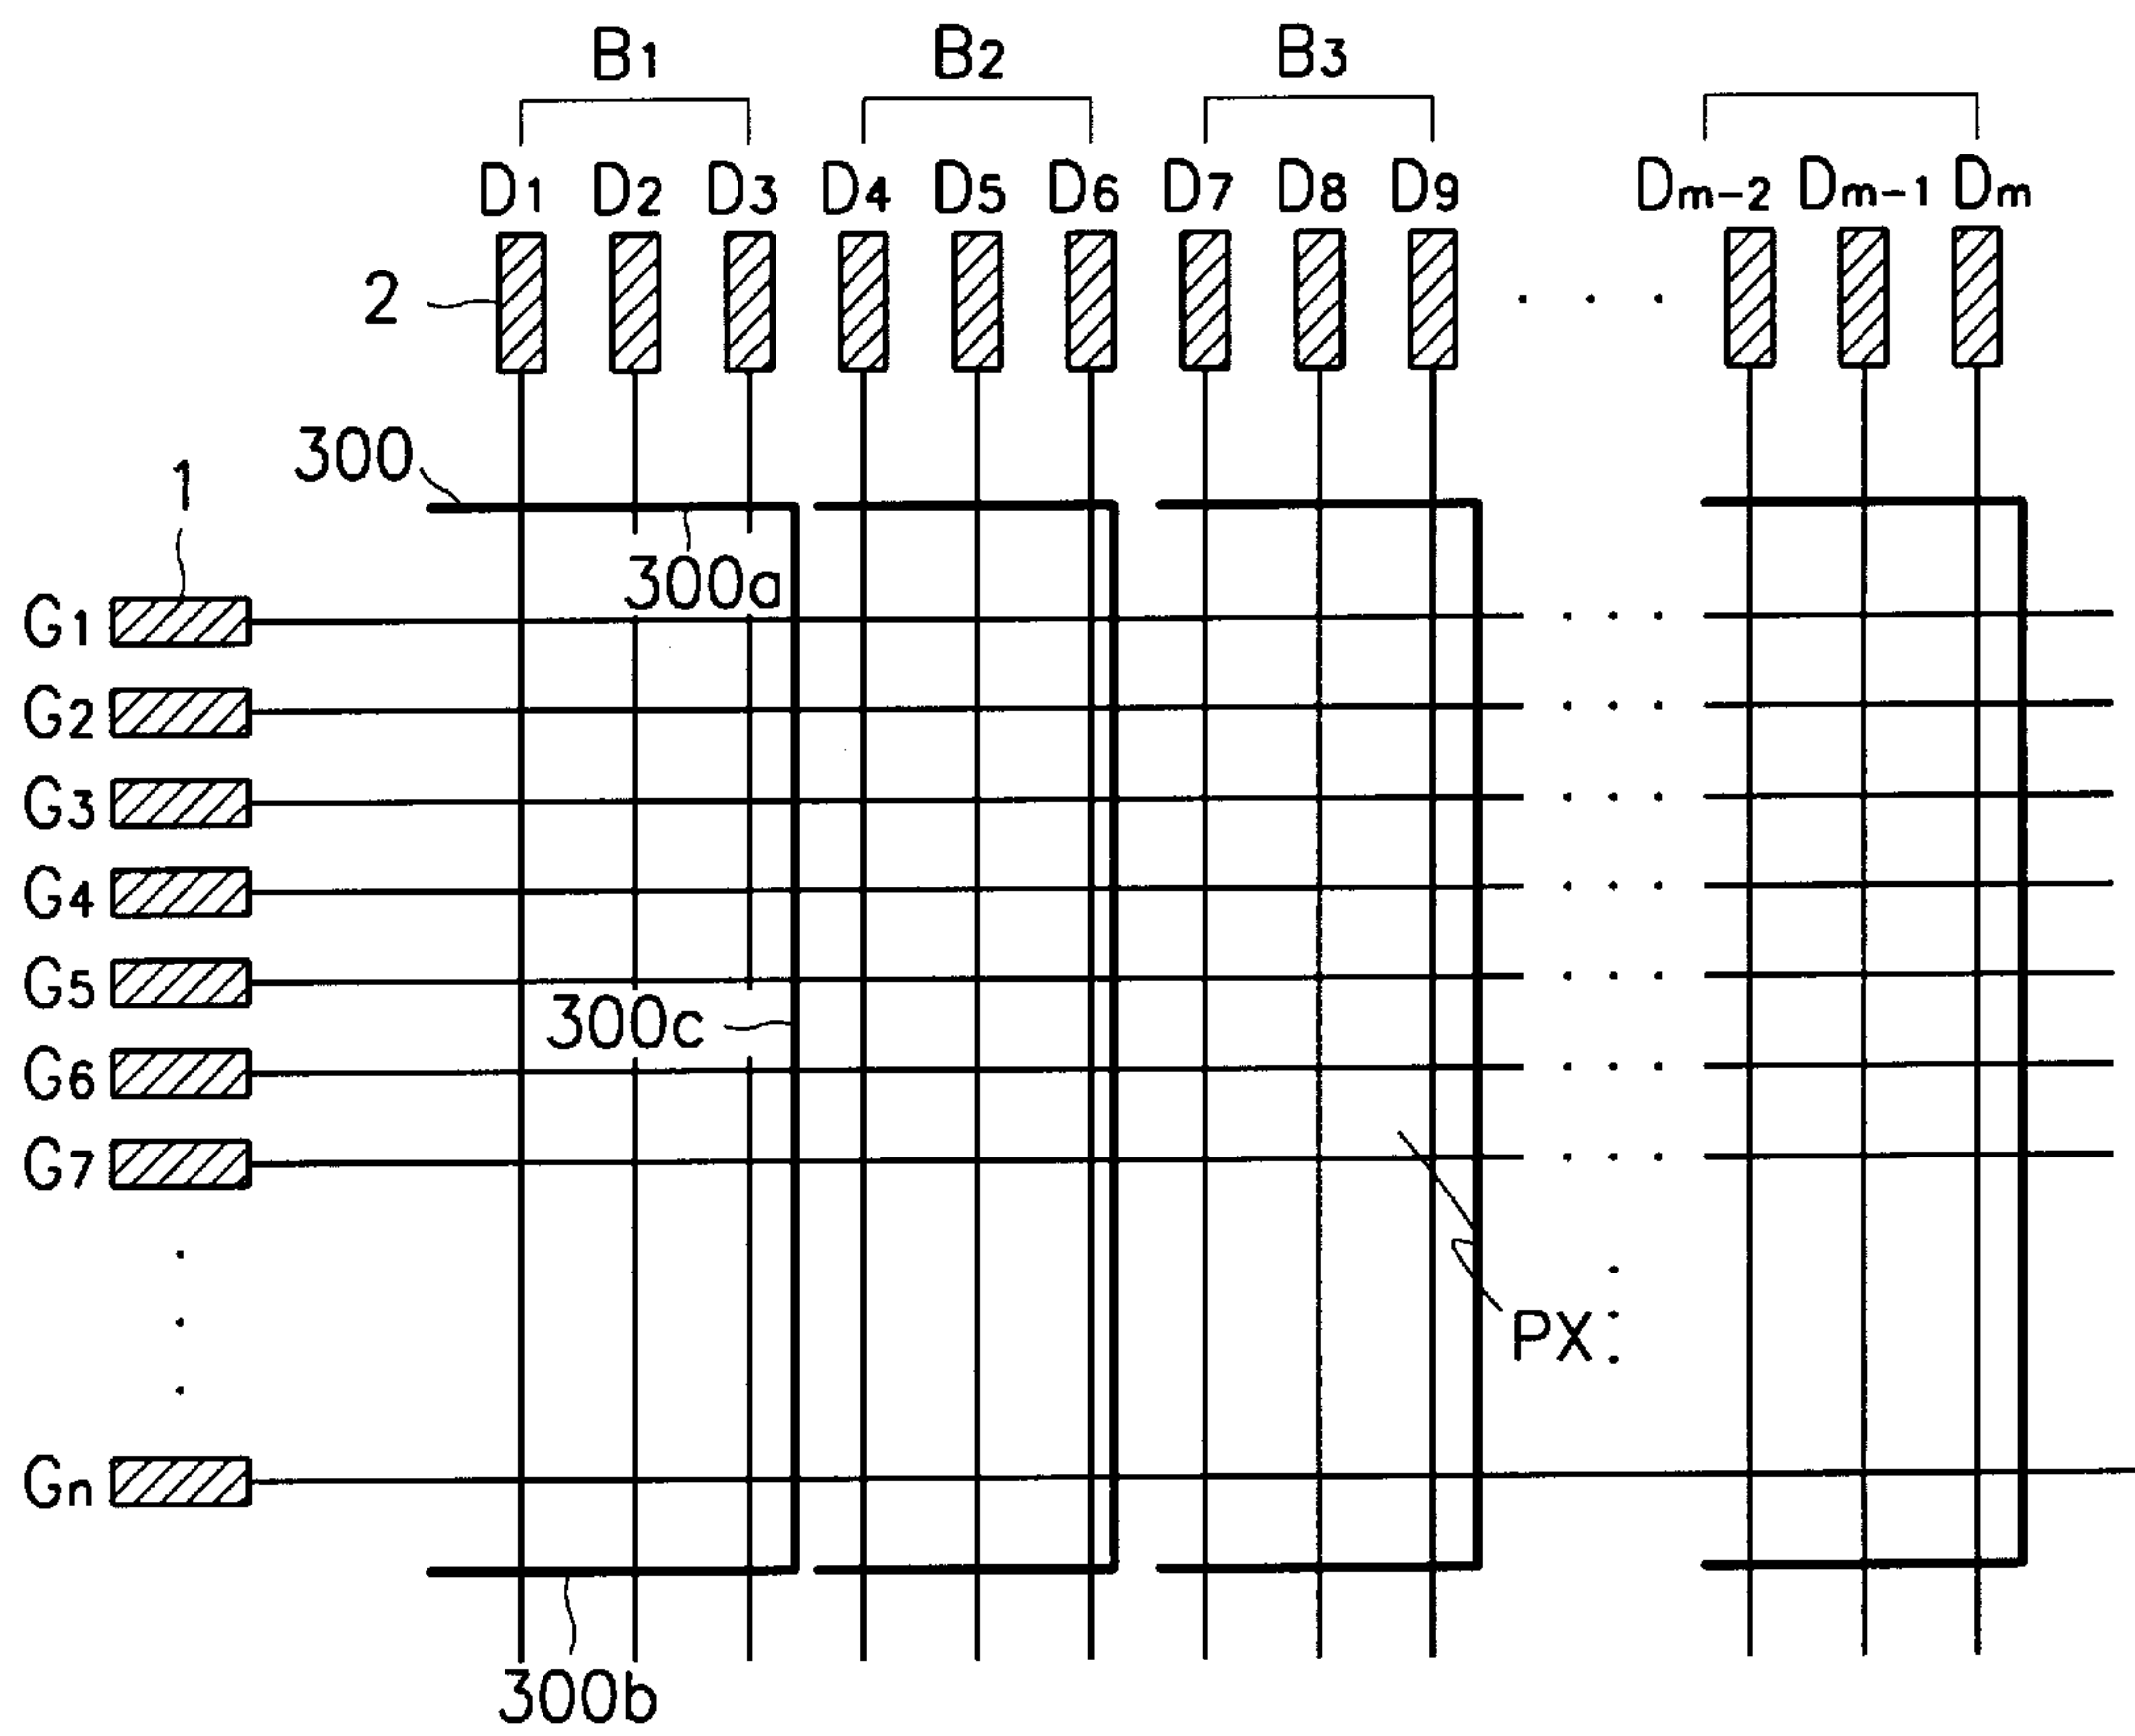 B1 B2 B3
D1 D2 D3 D4 D5 D6 D7 D8 D9 Dm-2 Dm-1 Dm
2
300
1
300a
G1
G2
G3
G4
G5
300c
G6
G7
PX
Gn
300b